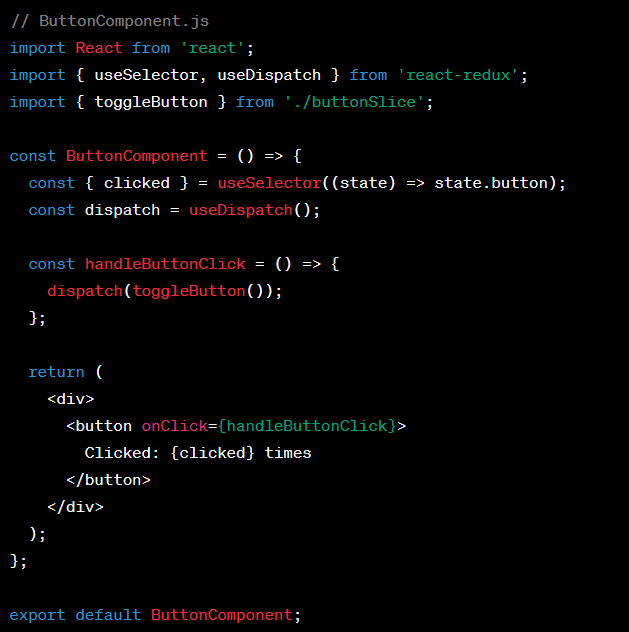 // ButtonComponent.js
import React from 'react';
import { useSelector, useDispatch } from 'react-redux';
import { toggleButton } from './buttonSlice';

const ButtonComponent = () => {
  const { clicked } = useSelector((state) => state.button);
  const dispatch = useDispatch();

  const handleButtonClick = () => {
    dispatch(toggleButton());
  };

  return (
    <div>
      <button onClick={handleButtonClick}>
        Clicked: {clicked} times
      </button>
    </div>
  );
};

export default ButtonComponent;